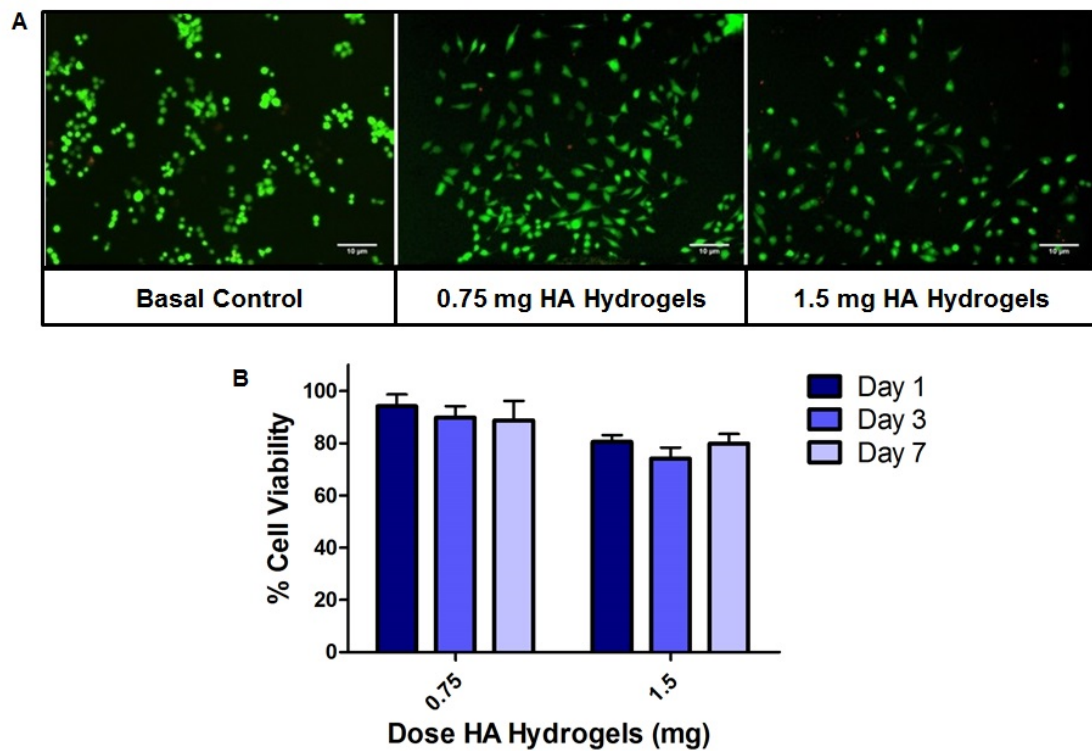 A
10 µm
10 µm
10 µm
Basal Control
0.75 mg HA Hydrogels
1.5 mg HA Hydrogels
B
% Cell Viability
100
80
60
40
20
0
0.75
1.5
Dose HA Hydrogels (mg)
Day 1
Day 3
Day 7